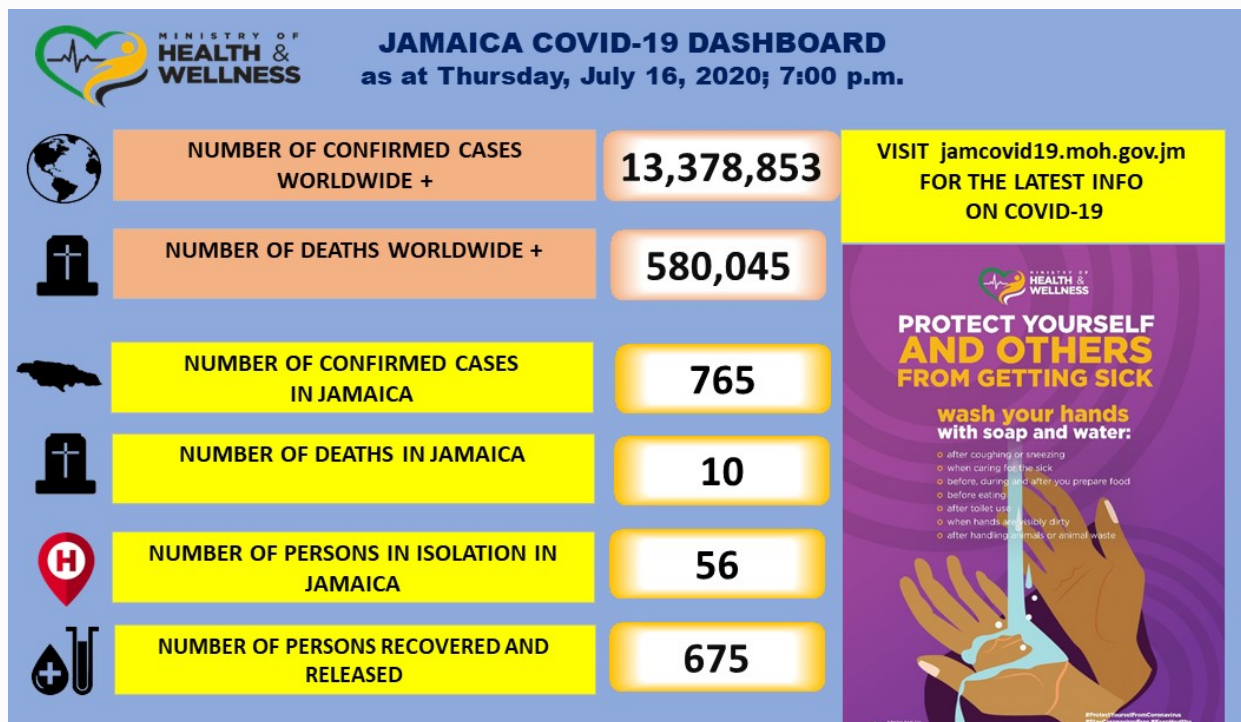 MINISTRY OF
HEALTH &
WELLNESS
JAMAICA COVID-19 DASHBOARD
as at Thursday, July 16, 2020; 7:00 p.m.
NUMBER OF CONFIRMED CASES
WORLDWIDE +
13,378,853
NUMBER OF DEATHS WORLDWIDE +
580,045
NUMBER OF CONFIRMED CASES
IN JAMAICA
765
NUMBER OF DEATHS IN JAMAICA
10
H
NUMBER OF PERSONS IN ISOLATION IN
JAMAICA
56
NUMBER OF PERSONS RECOVERED AND
RELEASED
675
VISIT jamcovid19.moh.gov.jm
FOR THE LATEST INFO
ON COVID-19
MINISTRY OF
HEALTH &
WELLNESS
PROTECT YOURSELF
AND OTHERS
FROM GETTING SICK
wash your hands
with soap and water:
after coughing or sneezing
when caring for the sick
before, during and after you prepare food
before eating
after toilet use
when hands are visibly dirty
after handling animals or animal waste
#ProtectYourselfFromCoronavirus